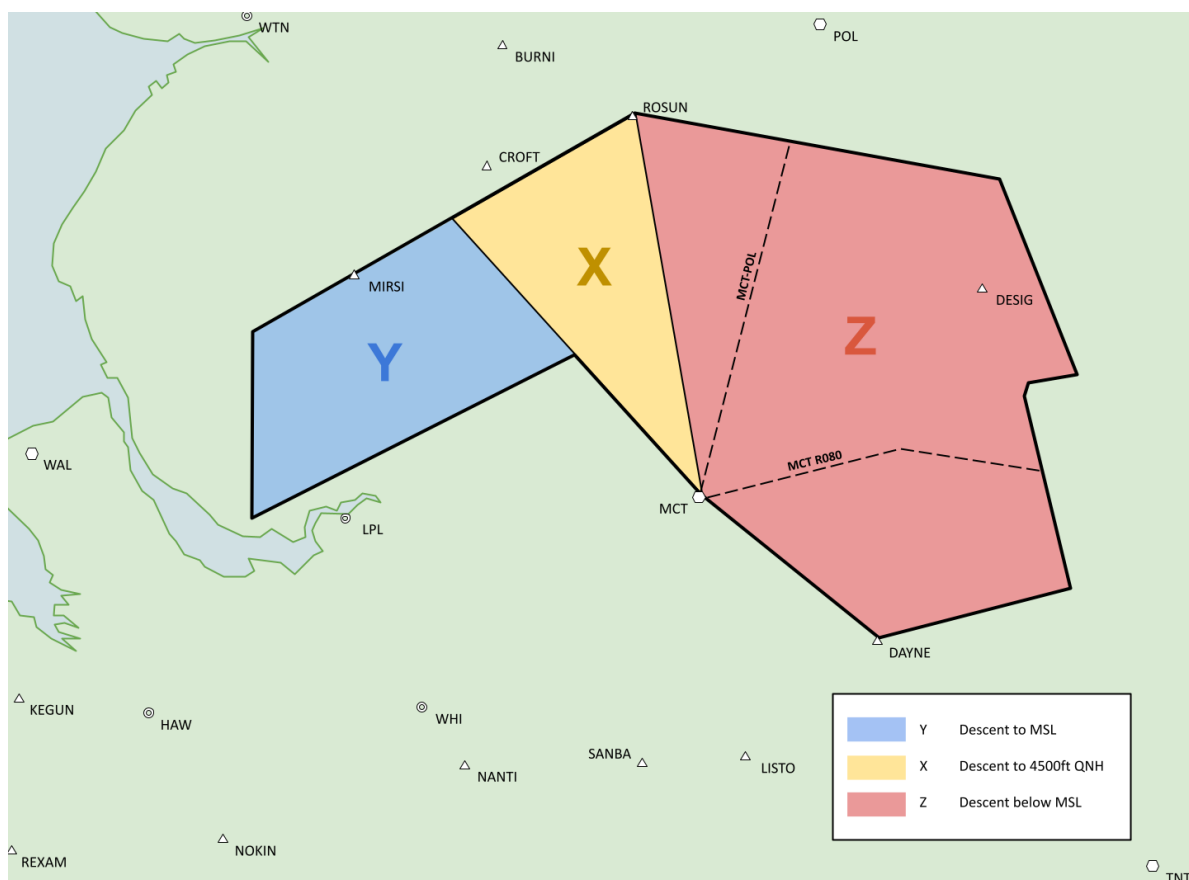 WTN
BURNI
POL
ROSUN
CROFT
X
MIRSI
MCT-POL
DESIG
Z
Y
WAL
MCT R080
MCT
LPL
DAYNE
KEGUN
HAW
WHI
SANBA
LISTO
NANTI
NOKIN
REXAM
TNT
Y Descent to MSL
X Descent to 4500ft QNH
Z Descent below MSL